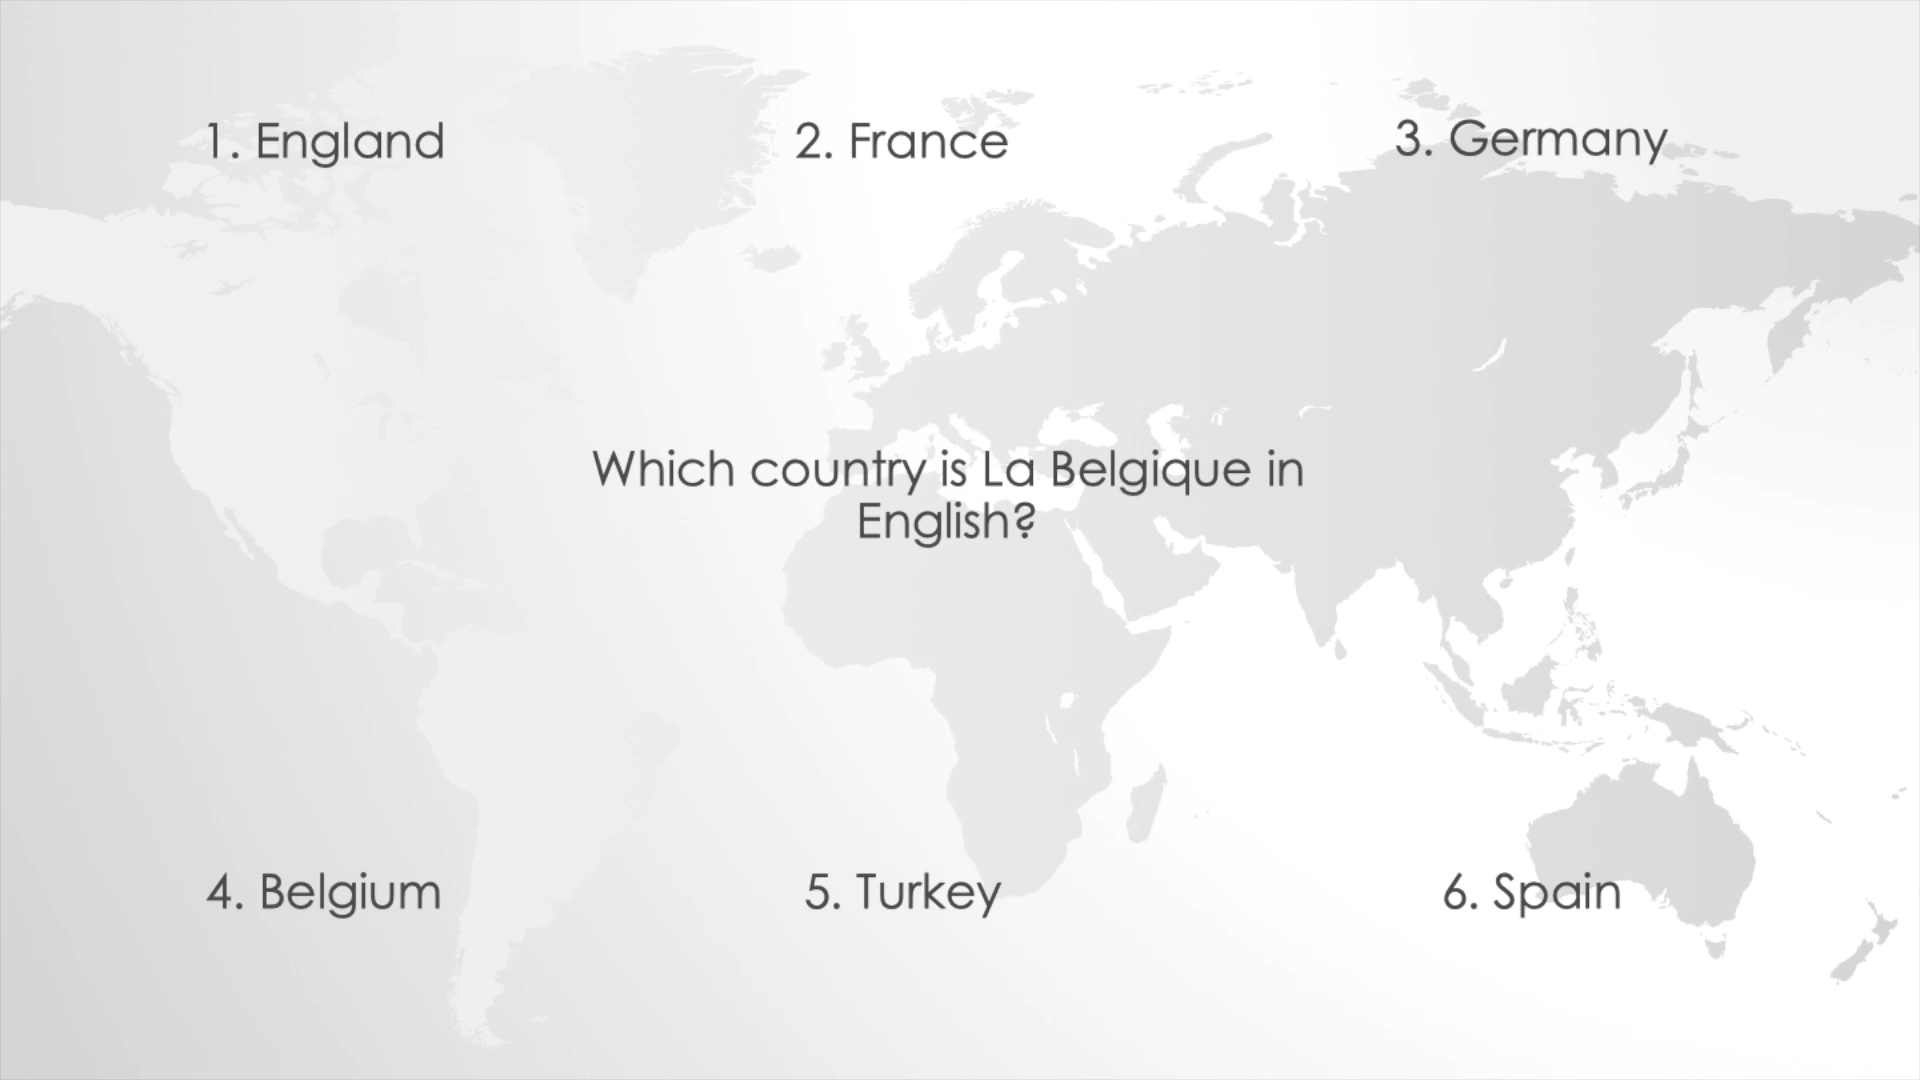 1. England
2. France
3. Germany
Which country is La Belgique in
English?
4. Belgium
5. Turkey
6. Spain